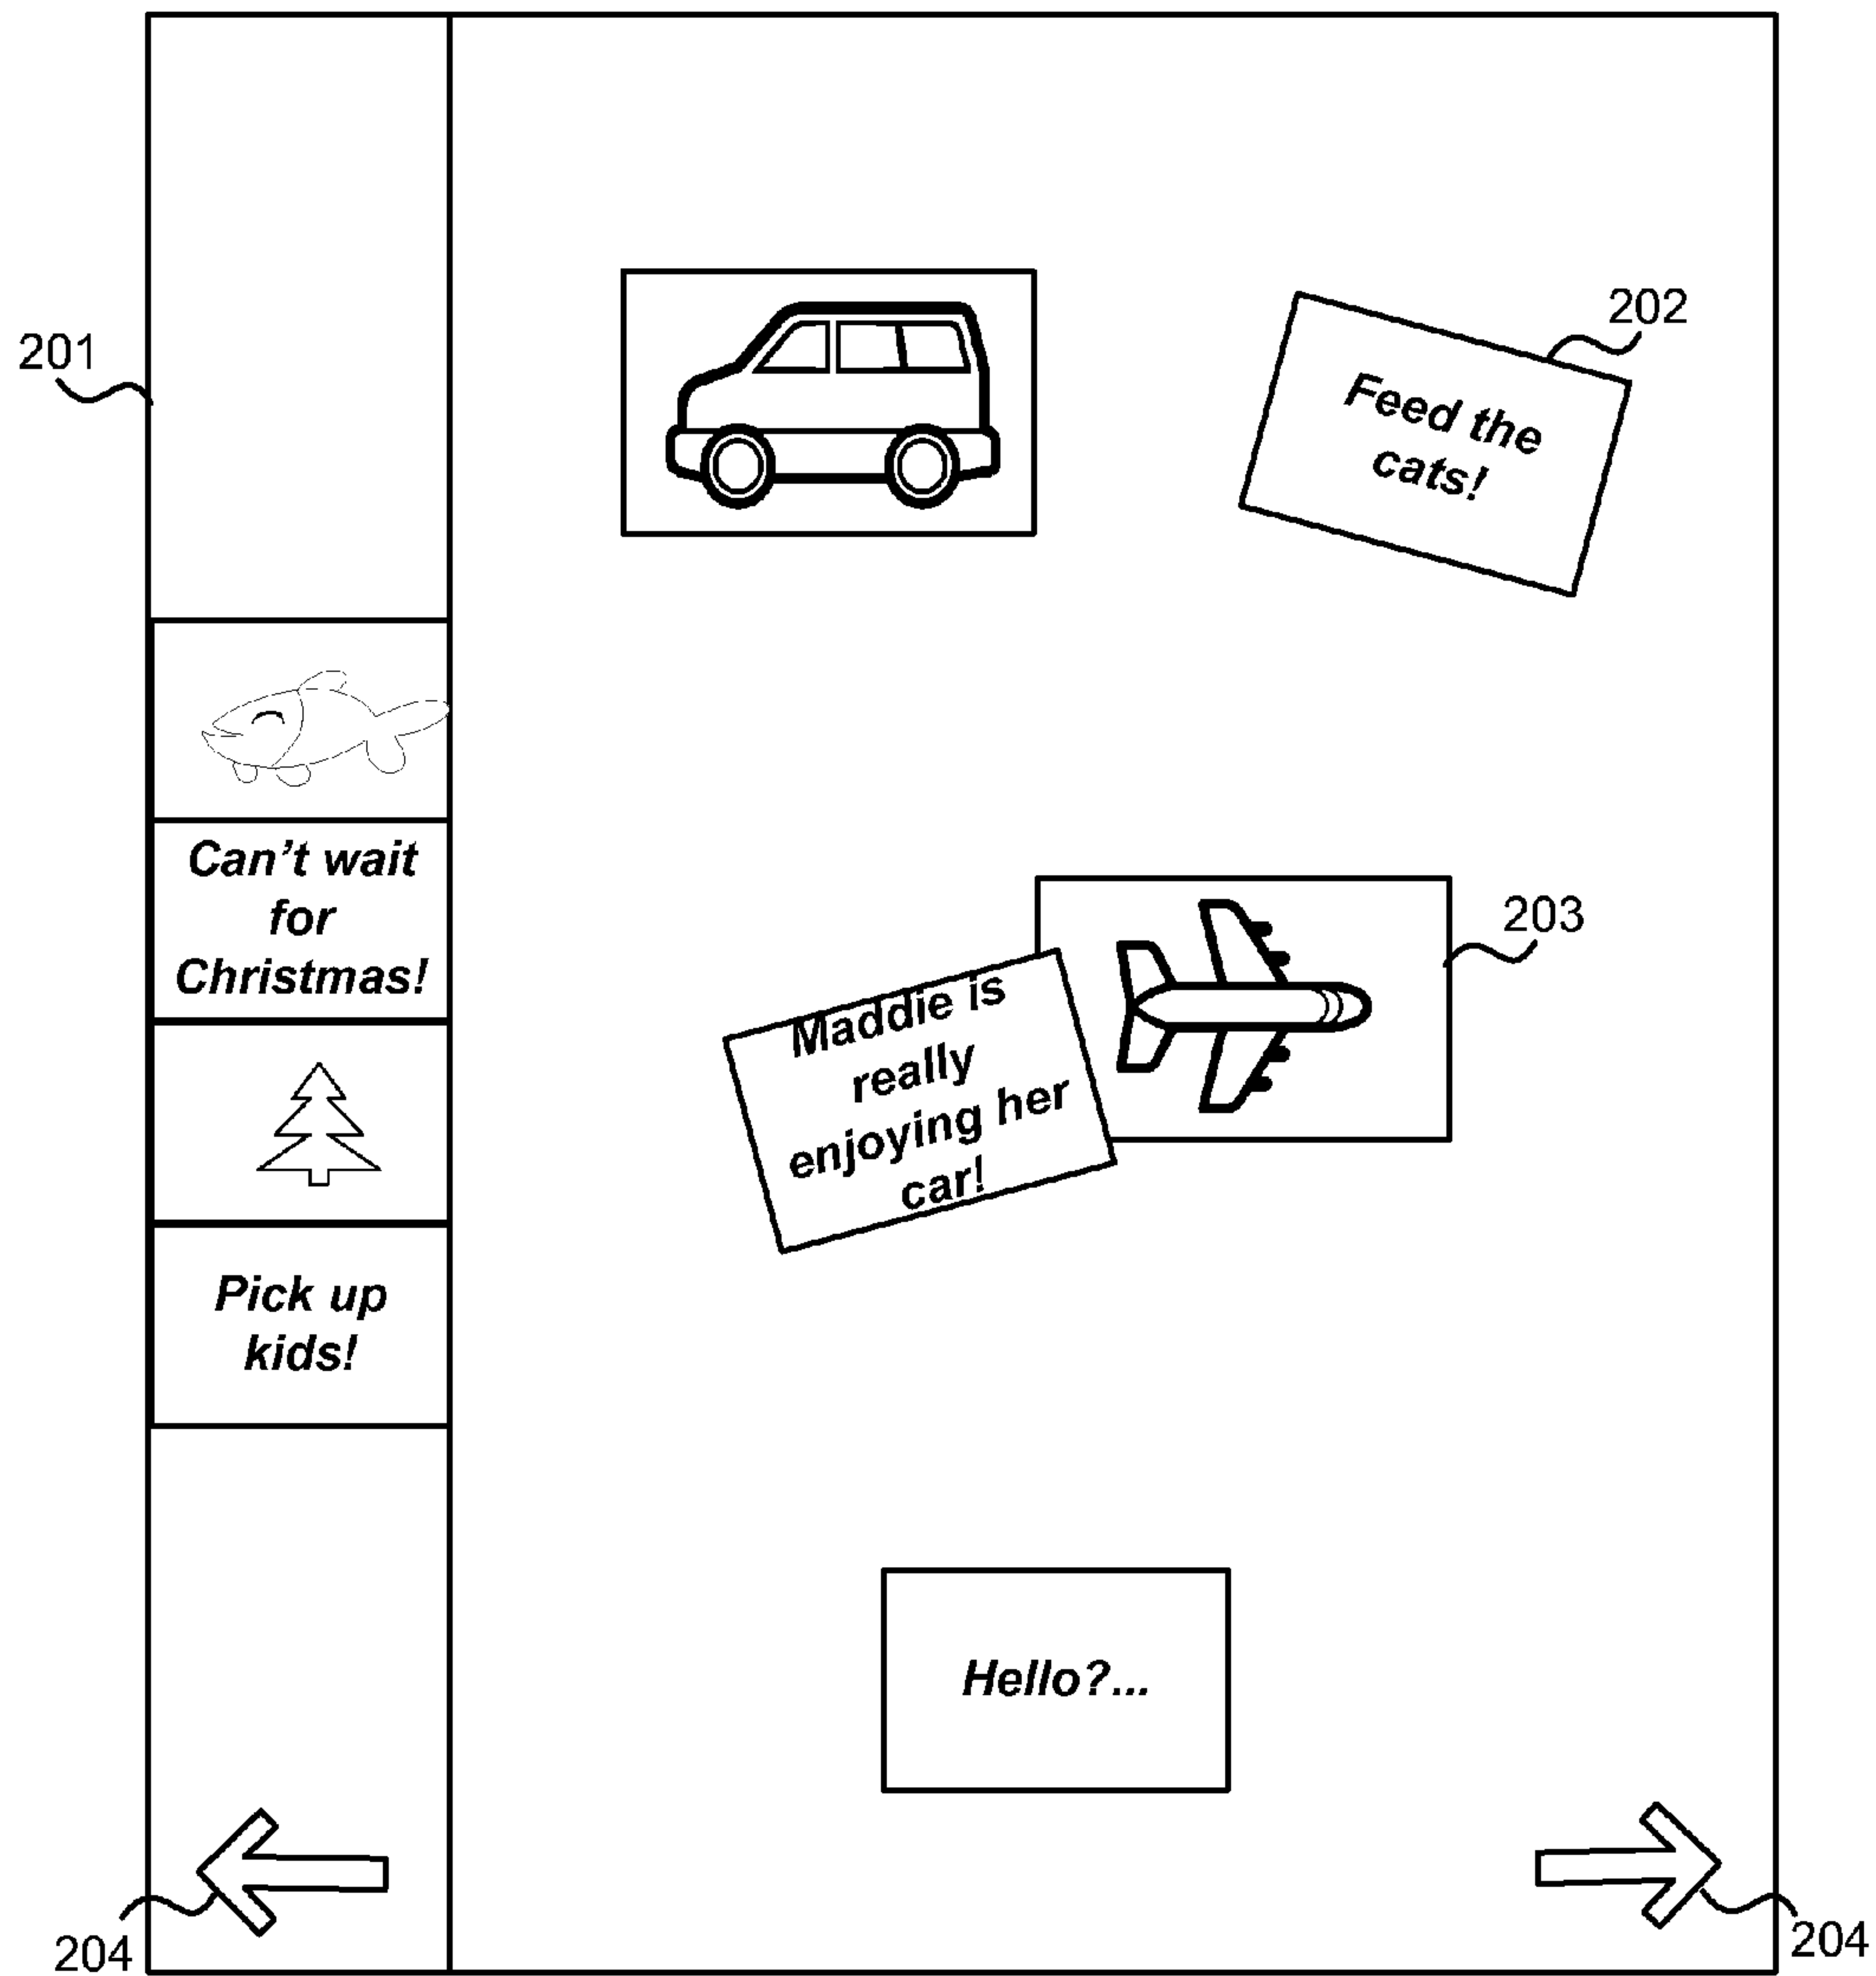 201
202
Feed the
cats!
Can't wait
for
Christmas!
203
Maddie is
really
enjoying her
car!
Pick up
kids!
Hello?...
204
204